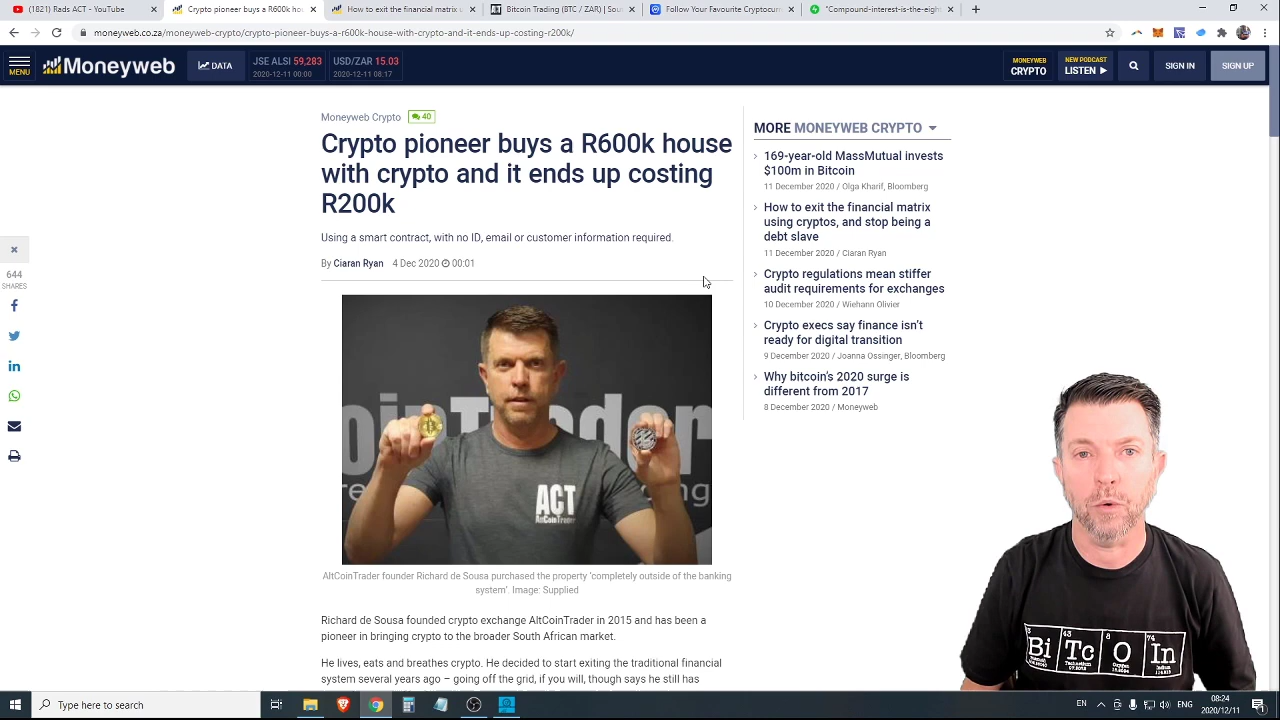 (1821) Rads ACT - YouTube
Crypto pioneer buys a R600k hou
How to exit the financial matrix u
Bitcoin Trading (BTC / ZAR) | Sou
Follow Your Favourite Cryptocurr
"Compound-interest-is-the-eigh
moneyweb.co.za/moneyweb-crypto/crypto-pioneer-buys-a-r600k-house-with-crypto-and-it-ends-up-costing-r200k/
MENU
Moneyweb
DATA
JSE ALSI 59,283
2020-12-11 00:00
USD/ZAR 15.03
2020-12-11 08:17
MONEYWEB
CRYPTO
NEW PODCAST
LISTEN
SIGN IN
SIGN UP
Moneyweb Crypto 40
Crypto pioneer buys a R600k house
with crypto and it ends up costing
R200k
Using a smart contract, with no ID, email or customer information required.
By Ciaran Ryan 4 Dec 2020 00:01
644
SHARES
CoinTrader
ACT
AltCoinTrader
AltCoinTrader founder Richard de Sousa purchased the property 'completely outside of the banking
system'. Image: Supplied
Richard de Sousa founded crypto exchange AltCoinTrader in 2015 and has been a
pioneer in bringing crypto to the broader South African market.
He lives, eats and breathes crypto. He decided to start exiting the traditional financial
system several years ago – going off the grid, if you will, though says he still has
MORE MONEYWEB CRYPTO
169-year-old MassMutual invests
$100m in Bitcoin
11 December 2020 / Olga Kharif, Bloomberg
How to exit the financial matrix
using cryptos, and stop being a
debt slave
11 December 2020 / Ciaran Ryan
Crypto regulations mean stiffer
audit requirements for exchanges
10 December 2020 / Wiehann Olivier
Crypto execs say finance isn't
ready for digital transition
9 December 2020 / Joanna Ossinger, Bloomberg
Why bitcoin's 2020 surge is
different from 2017
8 December 2020 / Moneyweb
Bi Tc O In
Type here to search
EN
ENG
08:24
2020/12/11